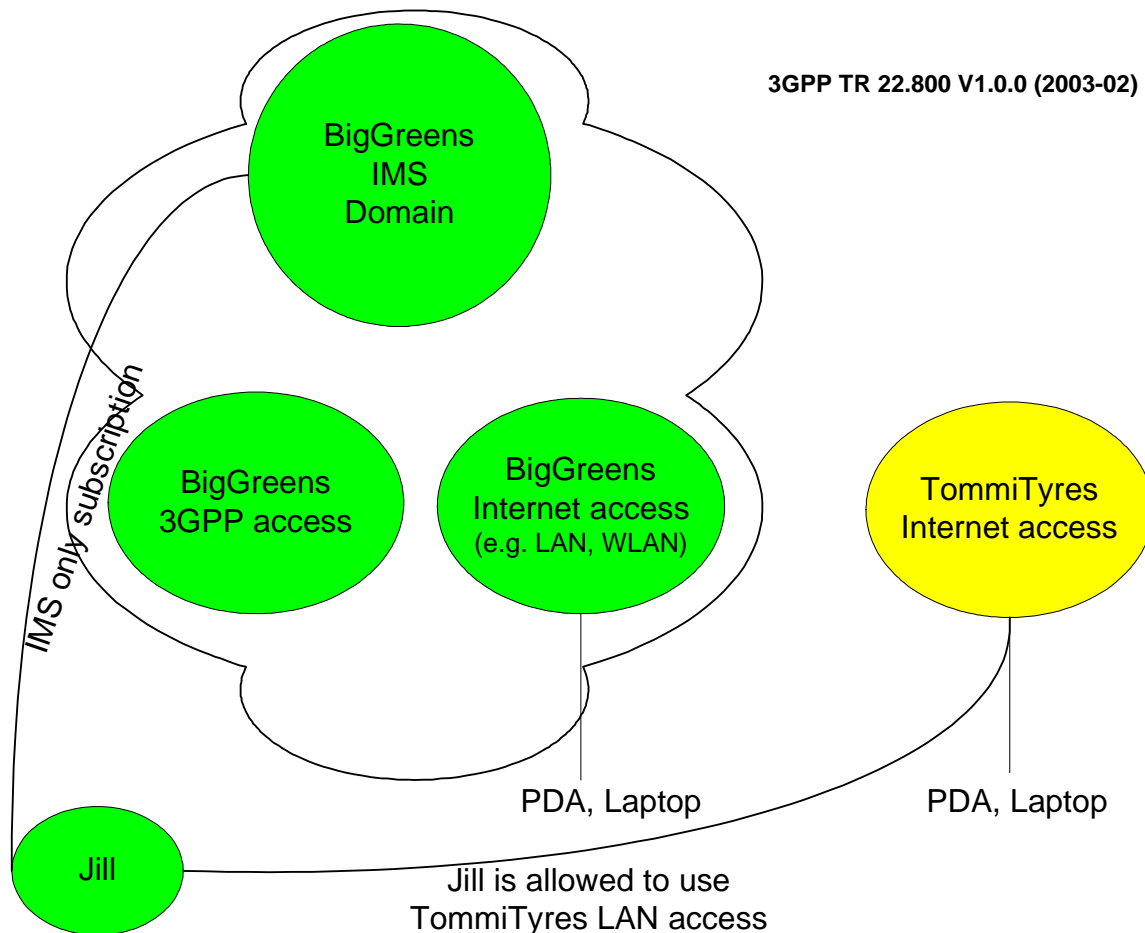 3GPP TR 22.800 V1.0.0 (2003-02)
BigGreens
IMS
Domain
IMS only subscription
BigGreens
3GPP access
BigGreens
Internet access
(e.g. LAN, WLAN)
TommiTyres
Internet access
PDA, Laptop
PDA, Laptop
Jill
Jill is allowed to use
TommiTyres LAN access